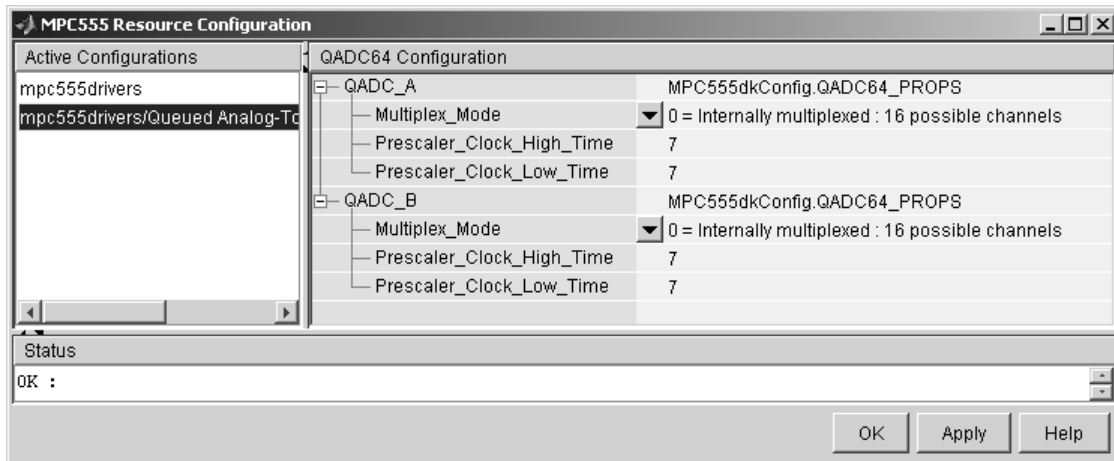 MPC555 Resource Configuration
Active Configurations
mpc555drivers
mpc555drivers/Queued Analog-To
QADC64 Configuration
QADC_A MPC555dkConfig.QADC64_PROPS
Multiplex_Mode 0 = Internally multiplexed : 16 possible channels
Prescaler_Clock_High_Time 7
Prescaler_Clock_Low_Time 7
QADC_B MPC555dkConfig.QADC64_PROPS
Multiplex_Mode 0 = Internally multiplexed : 16 possible channels
Prescaler_Clock_High_Time 7
Prescaler_Clock_Low_Time 7
Status
OK :
OK Apply Help